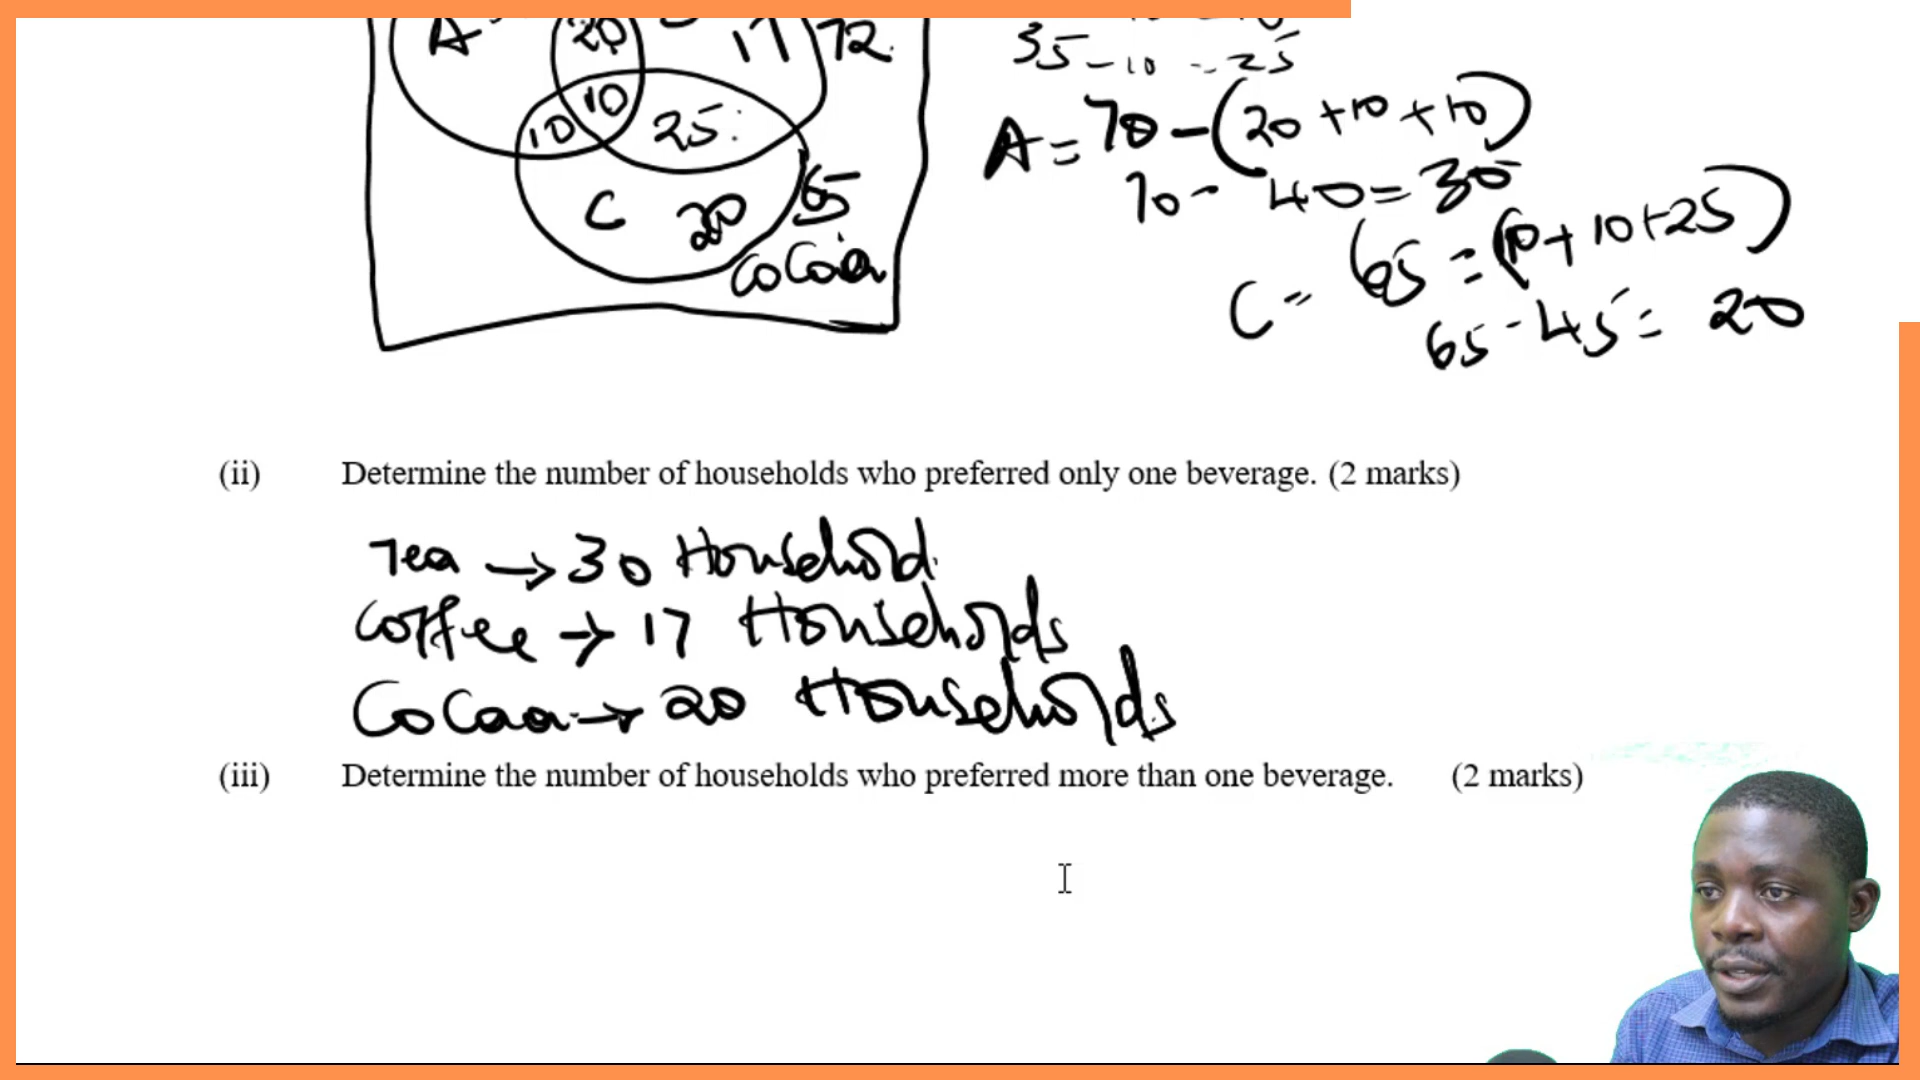 A 20 17 72
35 - 10 = 25
10 10 25
A = 70 - (20 + 10 + 10)
70 - 40 = 30
C 20 65
C = 65 = (10 + 10 + 25)
Cocoa
65 - 45 = 20
(ii) Determine the number of households who preferred only one beverage. (2 marks)
Tea → 30 Household.
Coffee → 17 Households
CoCoa → 20 Households
(iii) Determine the number of households who preferred more than one beverage. (2 marks)